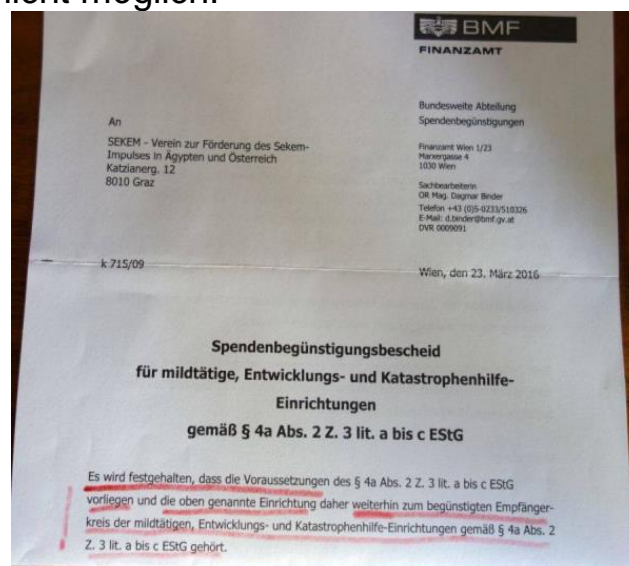 BMF
FINANZAMT
Bundesweite Abteilung
Spendenbegünstigungen
An
SEKEM - Verein zur Förderung des Sekem-
Impulses in Ägypten und Österreich
Katzianerg. 12
8010 Graz
Finanzamt Wien 1/23
Marxergasse 4
1030 Wien
Sachbearbeiterin
OR Mag. Dagmar Binder
Telefon +43 (0)5-0233/510326
E-Mail: d.binder@bmf.gv.at
DVR 0009091
k 715/09
Wien, den 23. März 2016
Spendenbegünstigungsbescheid
für mildtätige, Entwicklungs- und Katastrophenhilfe-
Einrichtungen
gemäß § 4a Abs. 2 Z. 3 lit. a bis c EStG
Es wird festgehalten, dass die Voraussetzungen des § 4a Abs. 2 Z. 3 lit. a bis c EStG
vorliegen und die oben genannte Einrichtung daher weiterhin zum begünstigten Empfänger-
kreis der mildtätigen, Entwicklungs- und Katastrophenhilfe-Einrichtungen gemäß § 4a Abs. 2
Z. 3 lit. a bis c EStG gehört.